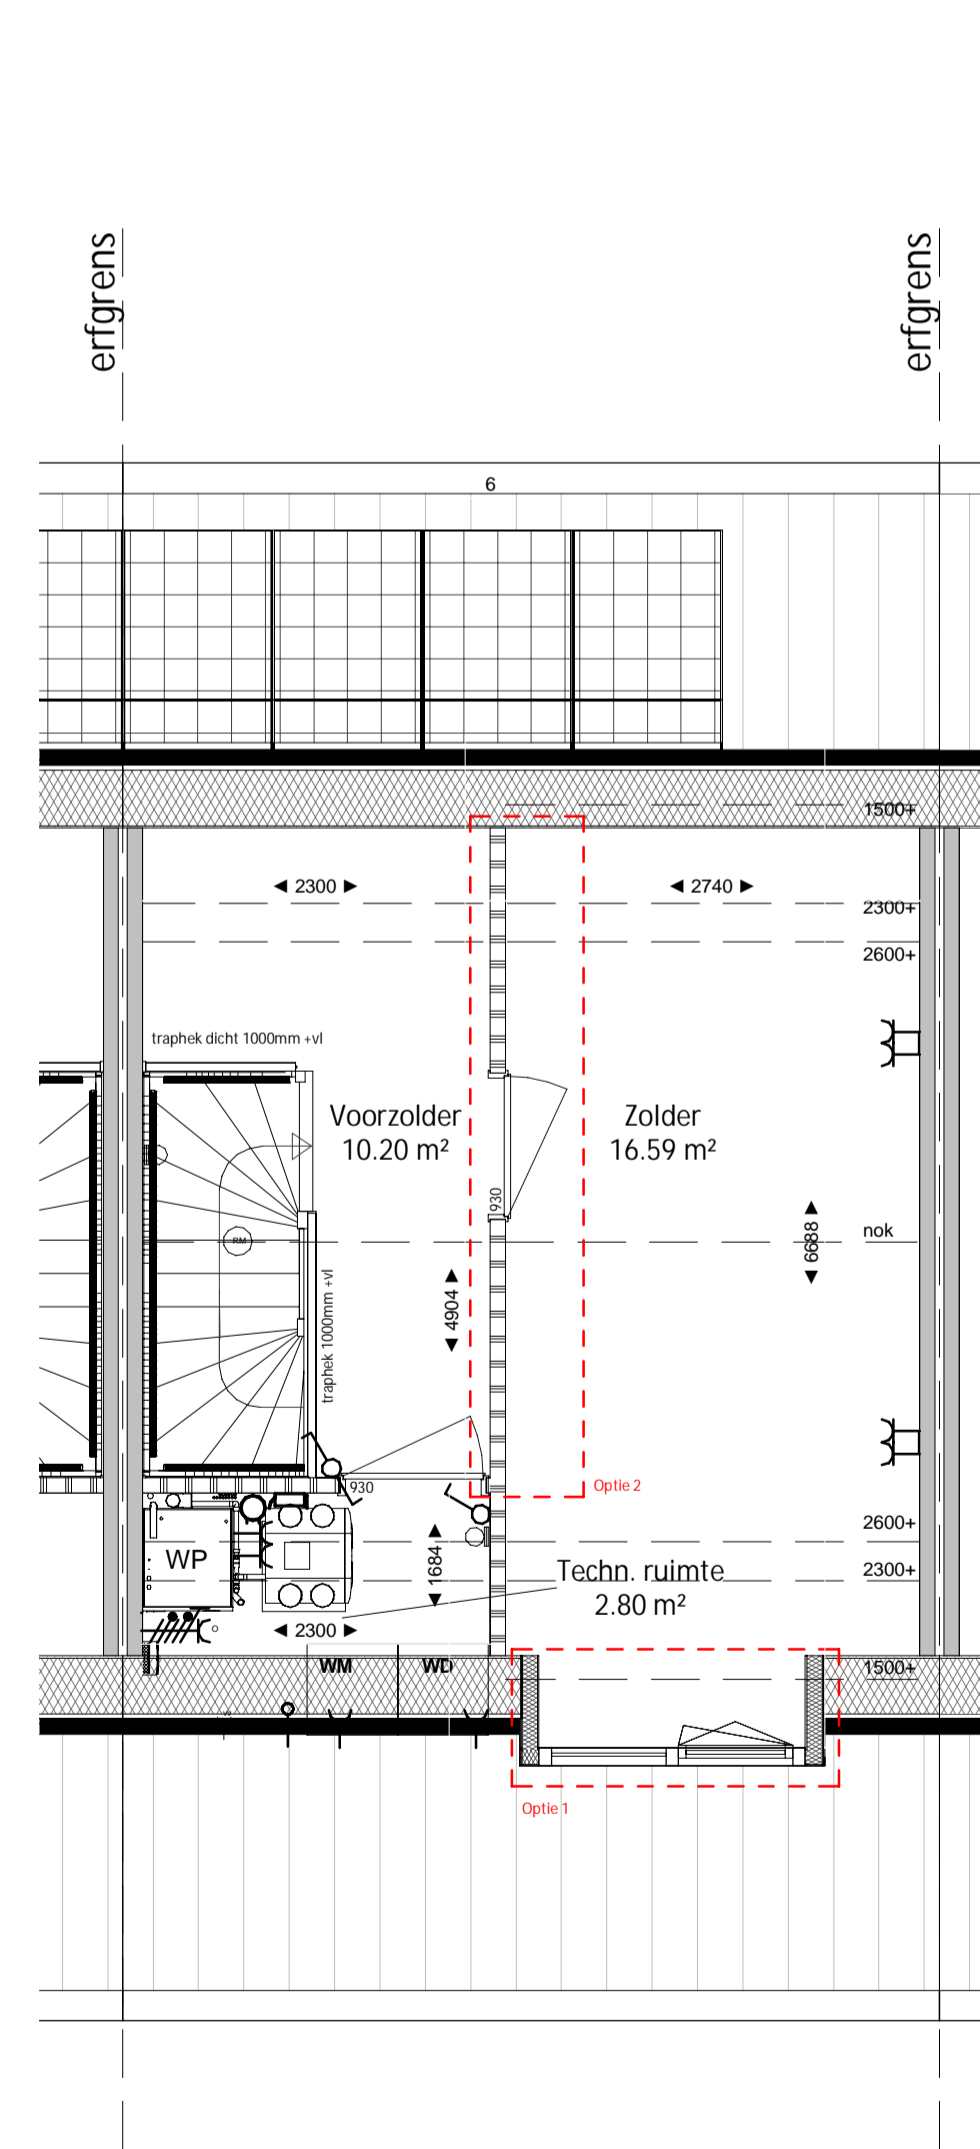 erfgrens
erfgrens
6
1500+
2300
2740
2300+
2600+
traphek dicht 1000mm +vl
Voorzolder
10.20 m²
Zolder
16.59 m²
930
RM
nok
6688
4904
traphek 1000mm +vl
930
Optie 2
2600+
WP
1684
Techn. ruimte
2.80 m²
2300+
2300
WM
WD
1500+
Optie 1